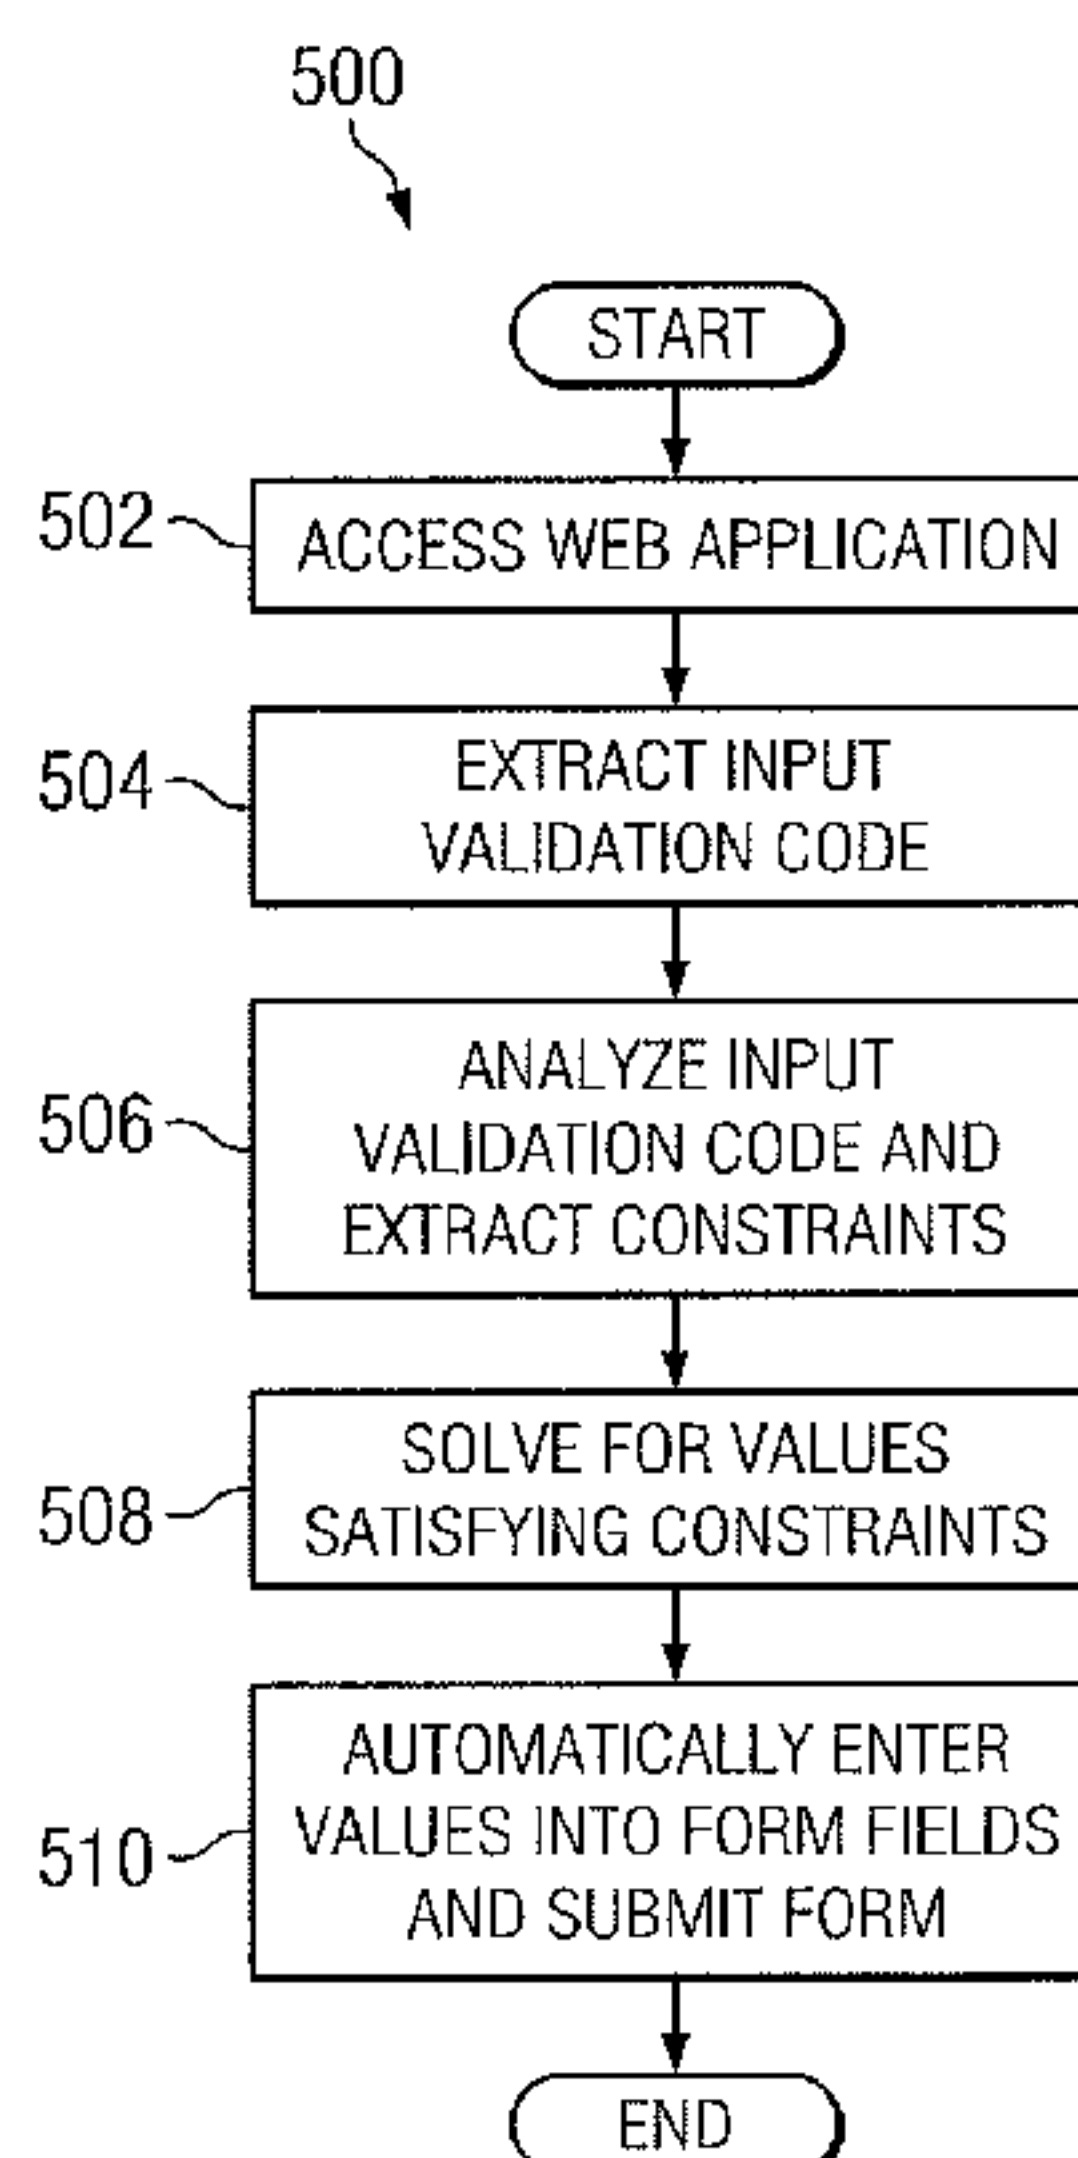 500
START
502
ACCESS WEB APPLICATION
504
EXTRACT INPUT
VALIDATION CODE
506
ANALYZE INPUT
VALIDATION CODE AND
EXTRACT CONSTRAINTS
508
SOLVE FOR VALUES
SATISFYING CONSTRAINTS
510
AUTOMATICALLY ENTER
VALUES INTO FORM FIELDS
AND SUBMIT FORM
END